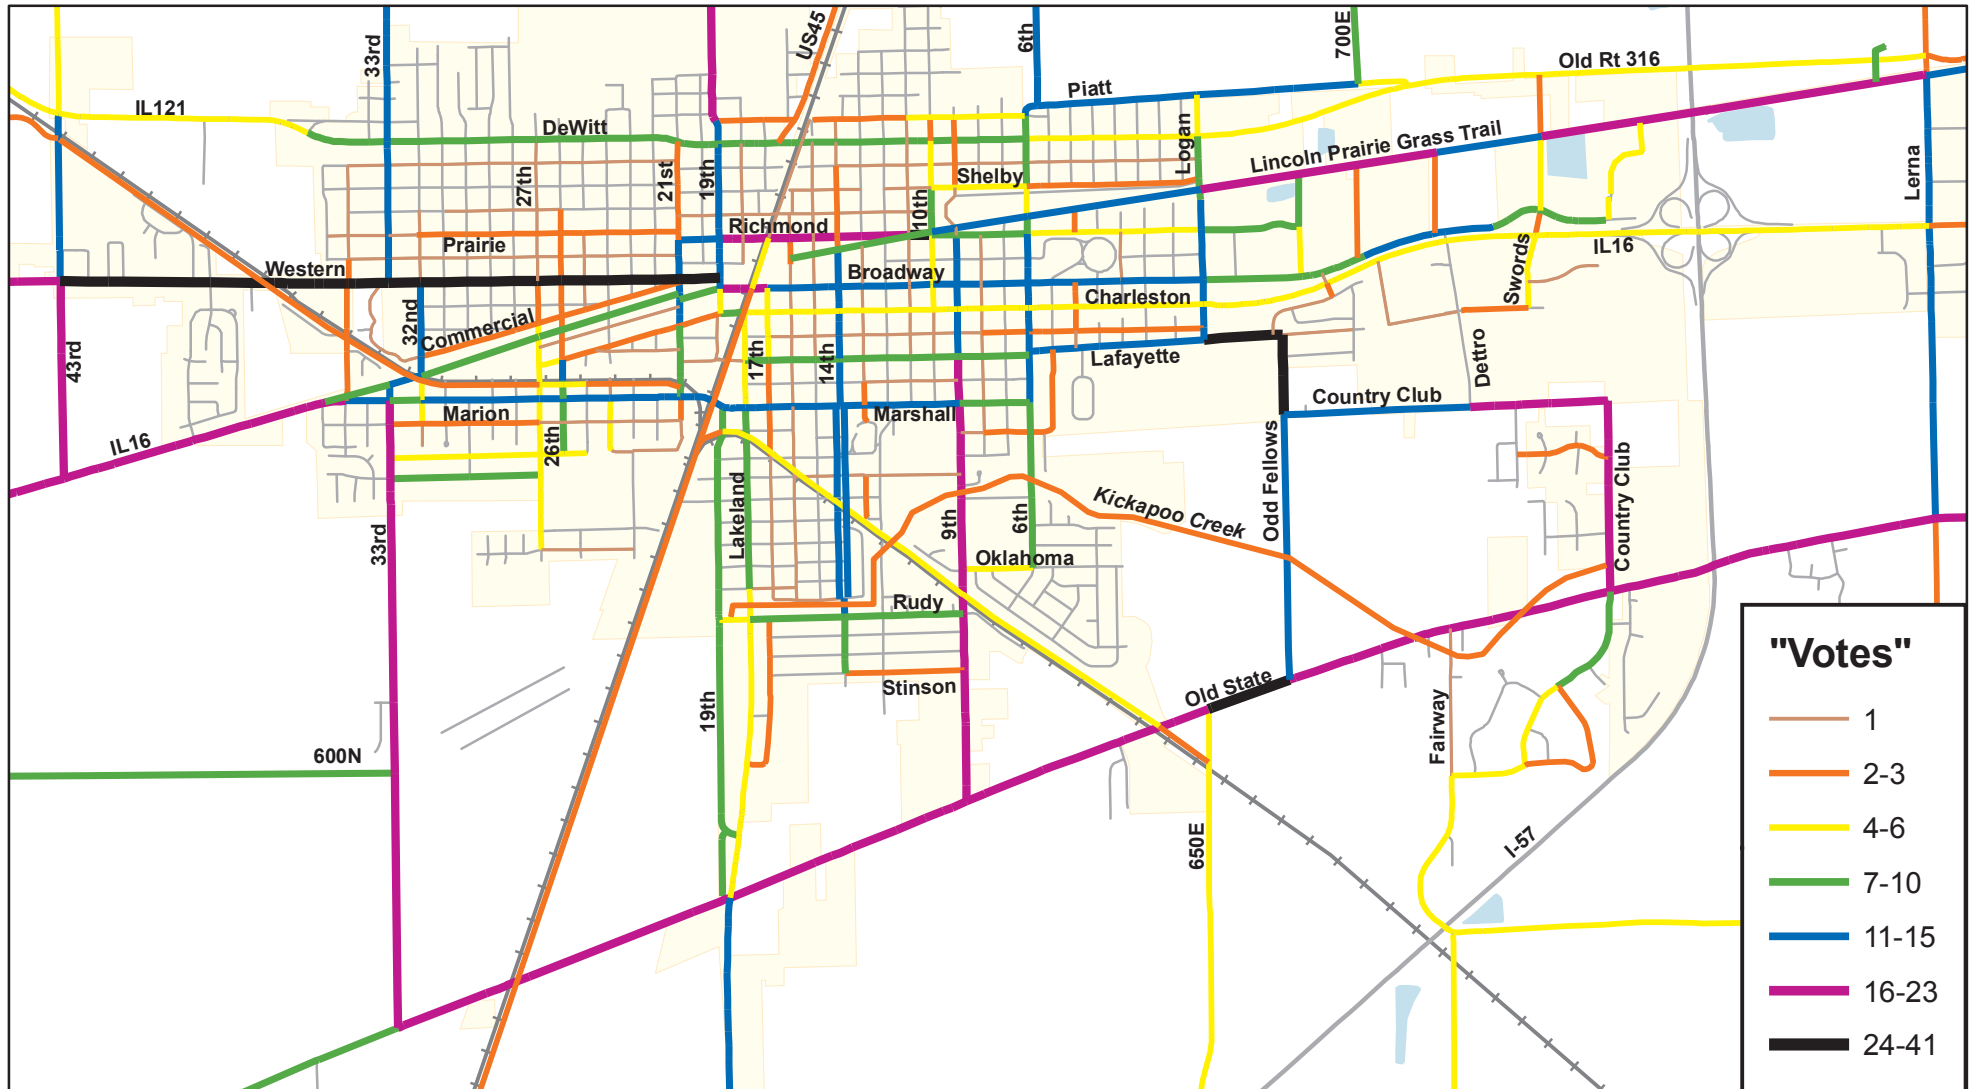 US45
33rd
6th
700E
Old Rt 316
Piatt
IL121
DeWitt
Logan
Lincoln Prairie Grass Trail
27th
21st
19th
Shelby
Lerna
10th
Richmond
Prairie
IL16
Western
Broadway
Swords
Charleston
32nd
Commercial
43rd
17th
14th
Lafayette
Dettro
Country Club
Marion
Marshall
IL16
26th
Odd Fellows
Country Club
Lakeland
Kickapoo Creek
33rd
9th
6th
Oklahoma
Rudy
Stinson
Old State
19th
Fairway
600N
650E
I-57
"Votes"
1
2-3
4-6
7-10
11-15
16-23
24-41